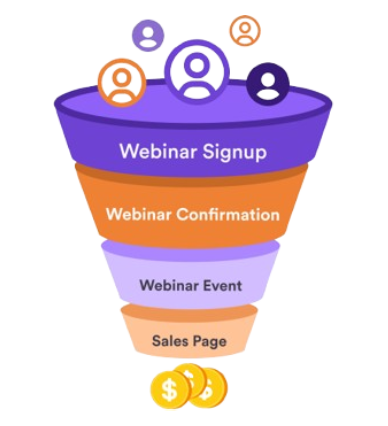 Webinar Signup
Webinar Confirmation
Webinar Event
Sales Page
$ $